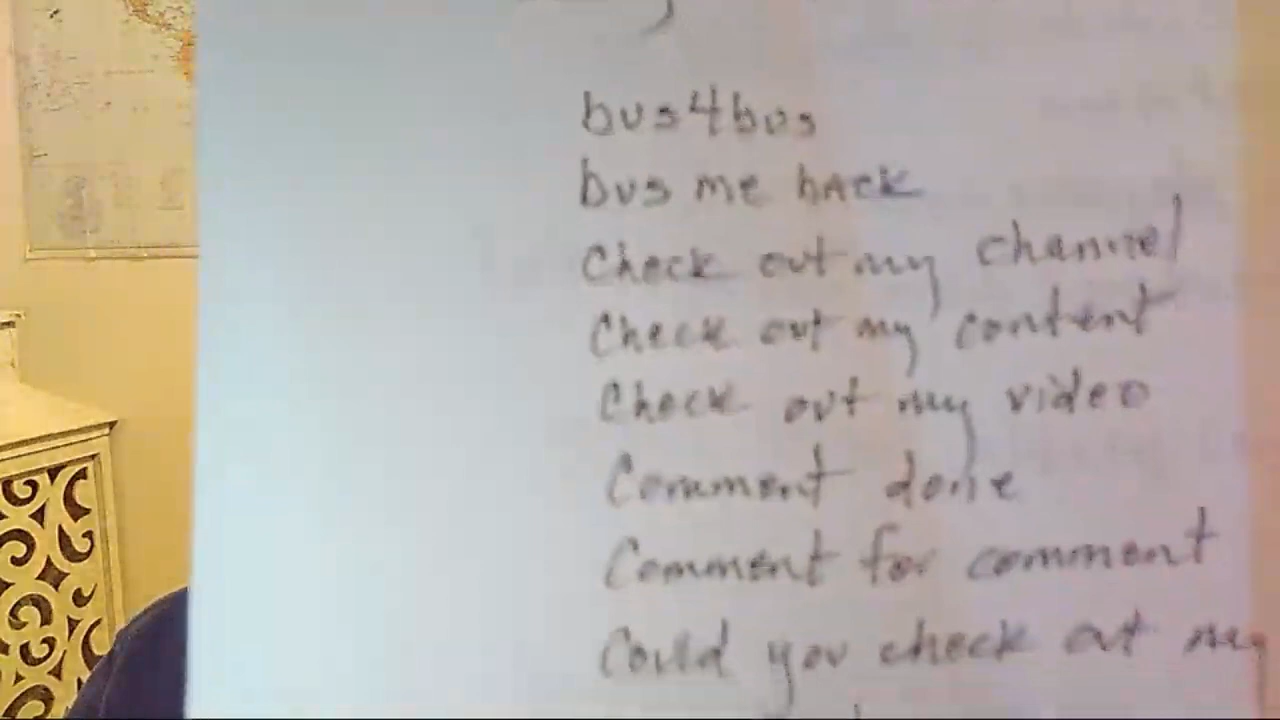 bus4bus
bus me back
Check out my channel
Check out my content
Check out my video
Comment done
Comment for comment
Could you check out my